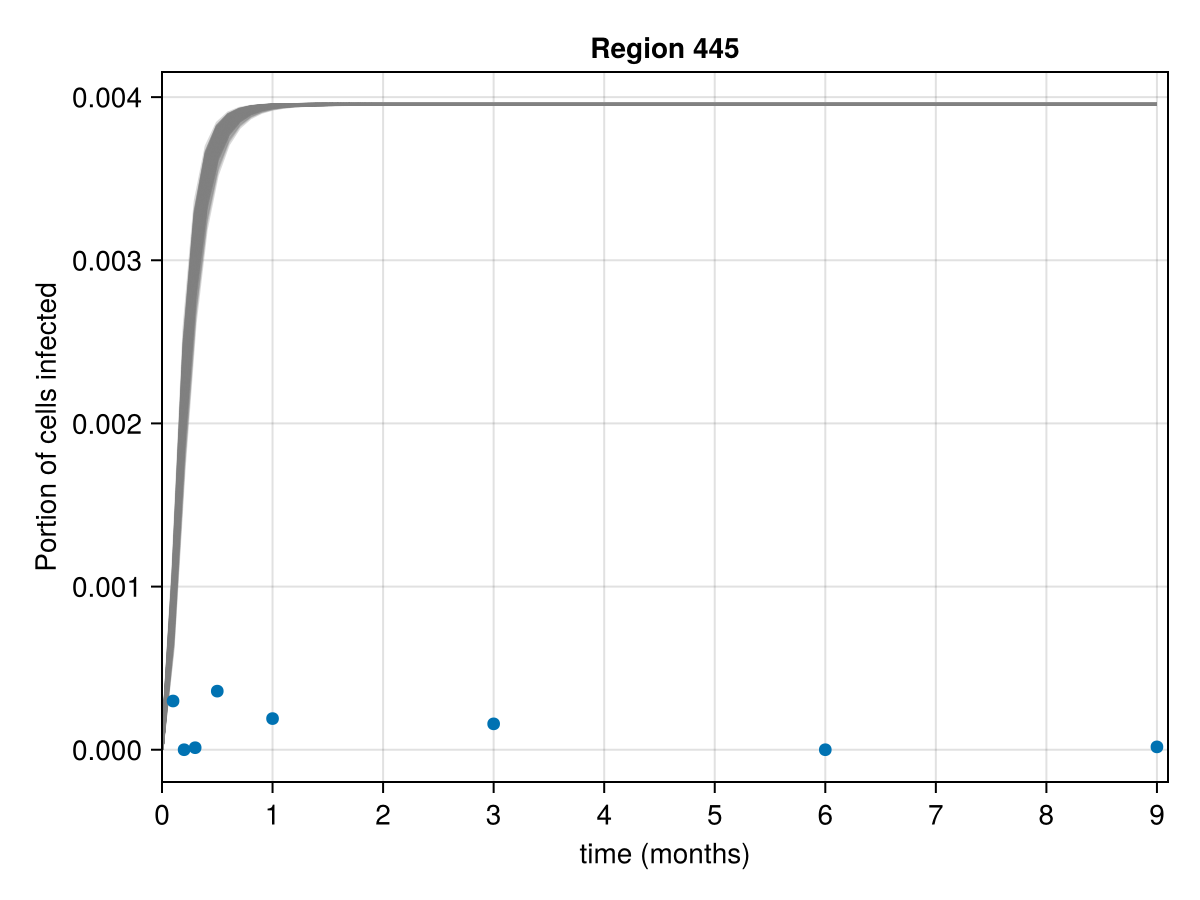 Region 445
0.004
0.003
0.002
0.001
0.000
Portion of cells infected
0 1 2 3 4 5 6 7 8 9
time (months)